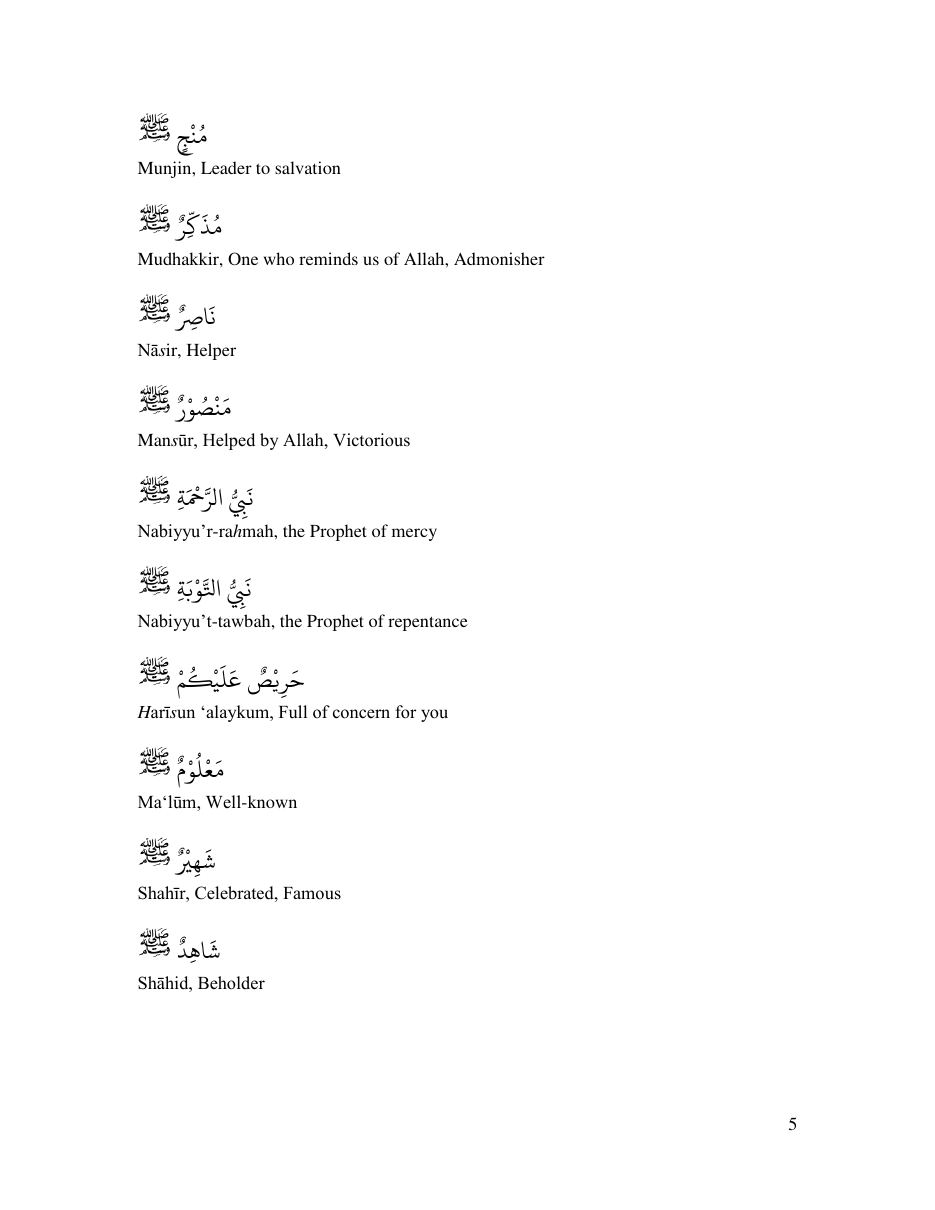 مُنْجٍ ﷺ
Munjin, Leader to salvation
مُذَكِّرٌ ﷺ
Mudhakkir, One who reminds us of Allah, Admonisher
نَاصِرٌ ﷺ
Nāsir, Helper
مَنْصُوْرٌ ﷺ
Mansūr, Helped by Allah, Victorious
نَبِيُّ الرَّحْمَةِ ﷺ
Nabiyyu’r-rahmah, the Prophet of mercy
نَبِيُّ التَّوْبَةِ ﷺ
Nabiyyu’t-tawbah, the Prophet of repentance
حَرِيْصٌ عَلَيْكُمْ ﷺ
Harīsun ‘alaykum, Full of concern for you
مَعْلُوْمٌ ﷺ
Ma‘lūm, Well-known
شَهِيْرٌ ﷺ
Shahīr, Celebrated, Famous
شَاهِدٌ ﷺ
Shāhid, Beholder
5